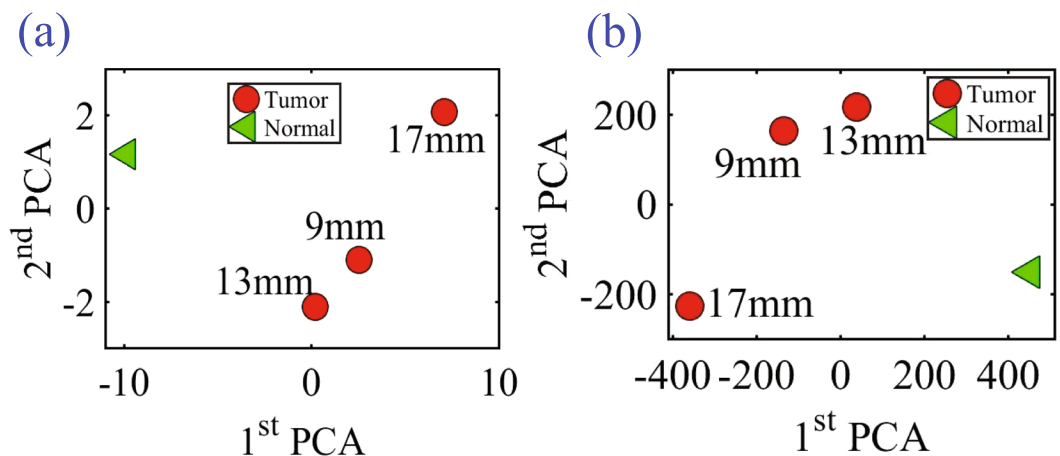 (a)
2
0
-2
-10
0
10
2nd PCA
1st PCA
Tumor
Normal
17mm
9mm
13mm
(b)
200
0
-200
-400
-200
0
200
400
2nd PCA
1st PCA
Tumor
Normal
13mm
9mm
17mm